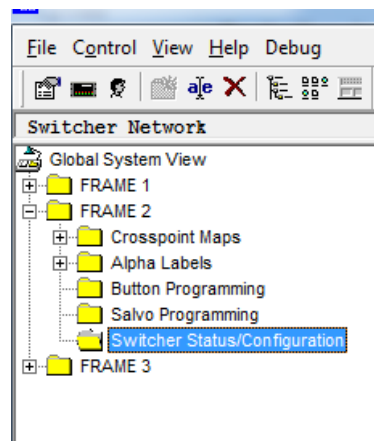 File Control View Help Debug
aje
Switcher Network
Global System View
FRAME 1
FRAME 2
Crosspoint Maps
Alpha Labels
Button Programming
Salvo Programming
Switcher Status/Configuration
FRAME 3